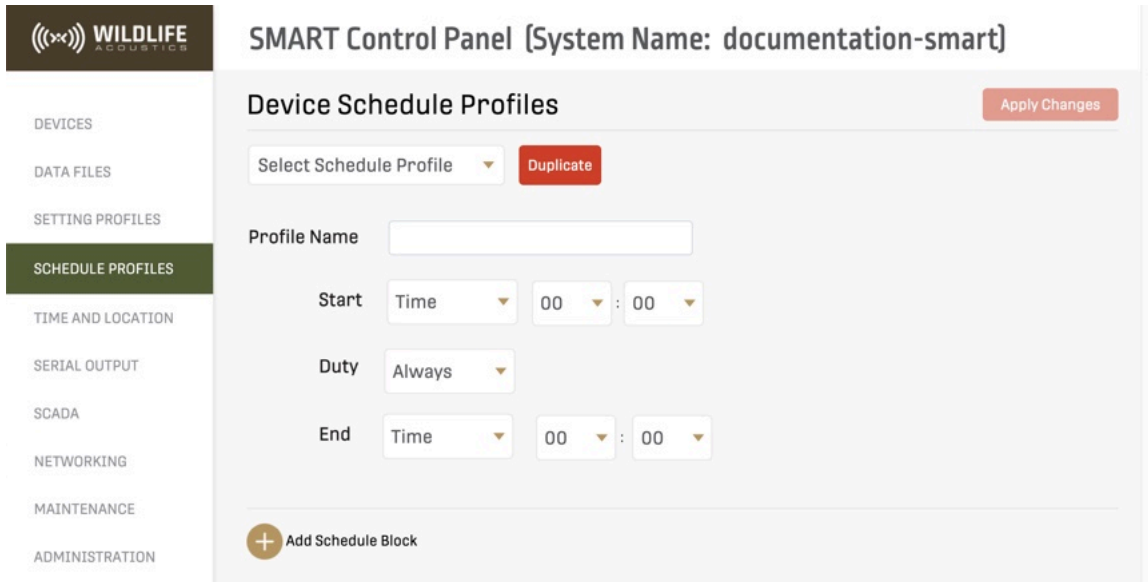 WILDLIFE
ACOUSTICS
SMART Control Panel (System Name: documentation-smart)
Device Schedule Profiles
Apply Changes
DEVICES
DATA FILES
SETTING PROFILES
SCHEDULE PROFILES
TIME AND LOCATION
SERIAL OUTPUT
SCADA
NETWORKING
MAINTENANCE
ADMINISTRATION
Select Schedule Profile
Duplicate
Profile Name
Start Time 00 : 00
Duty Always
End Time 00 : 00
Add Schedule Block